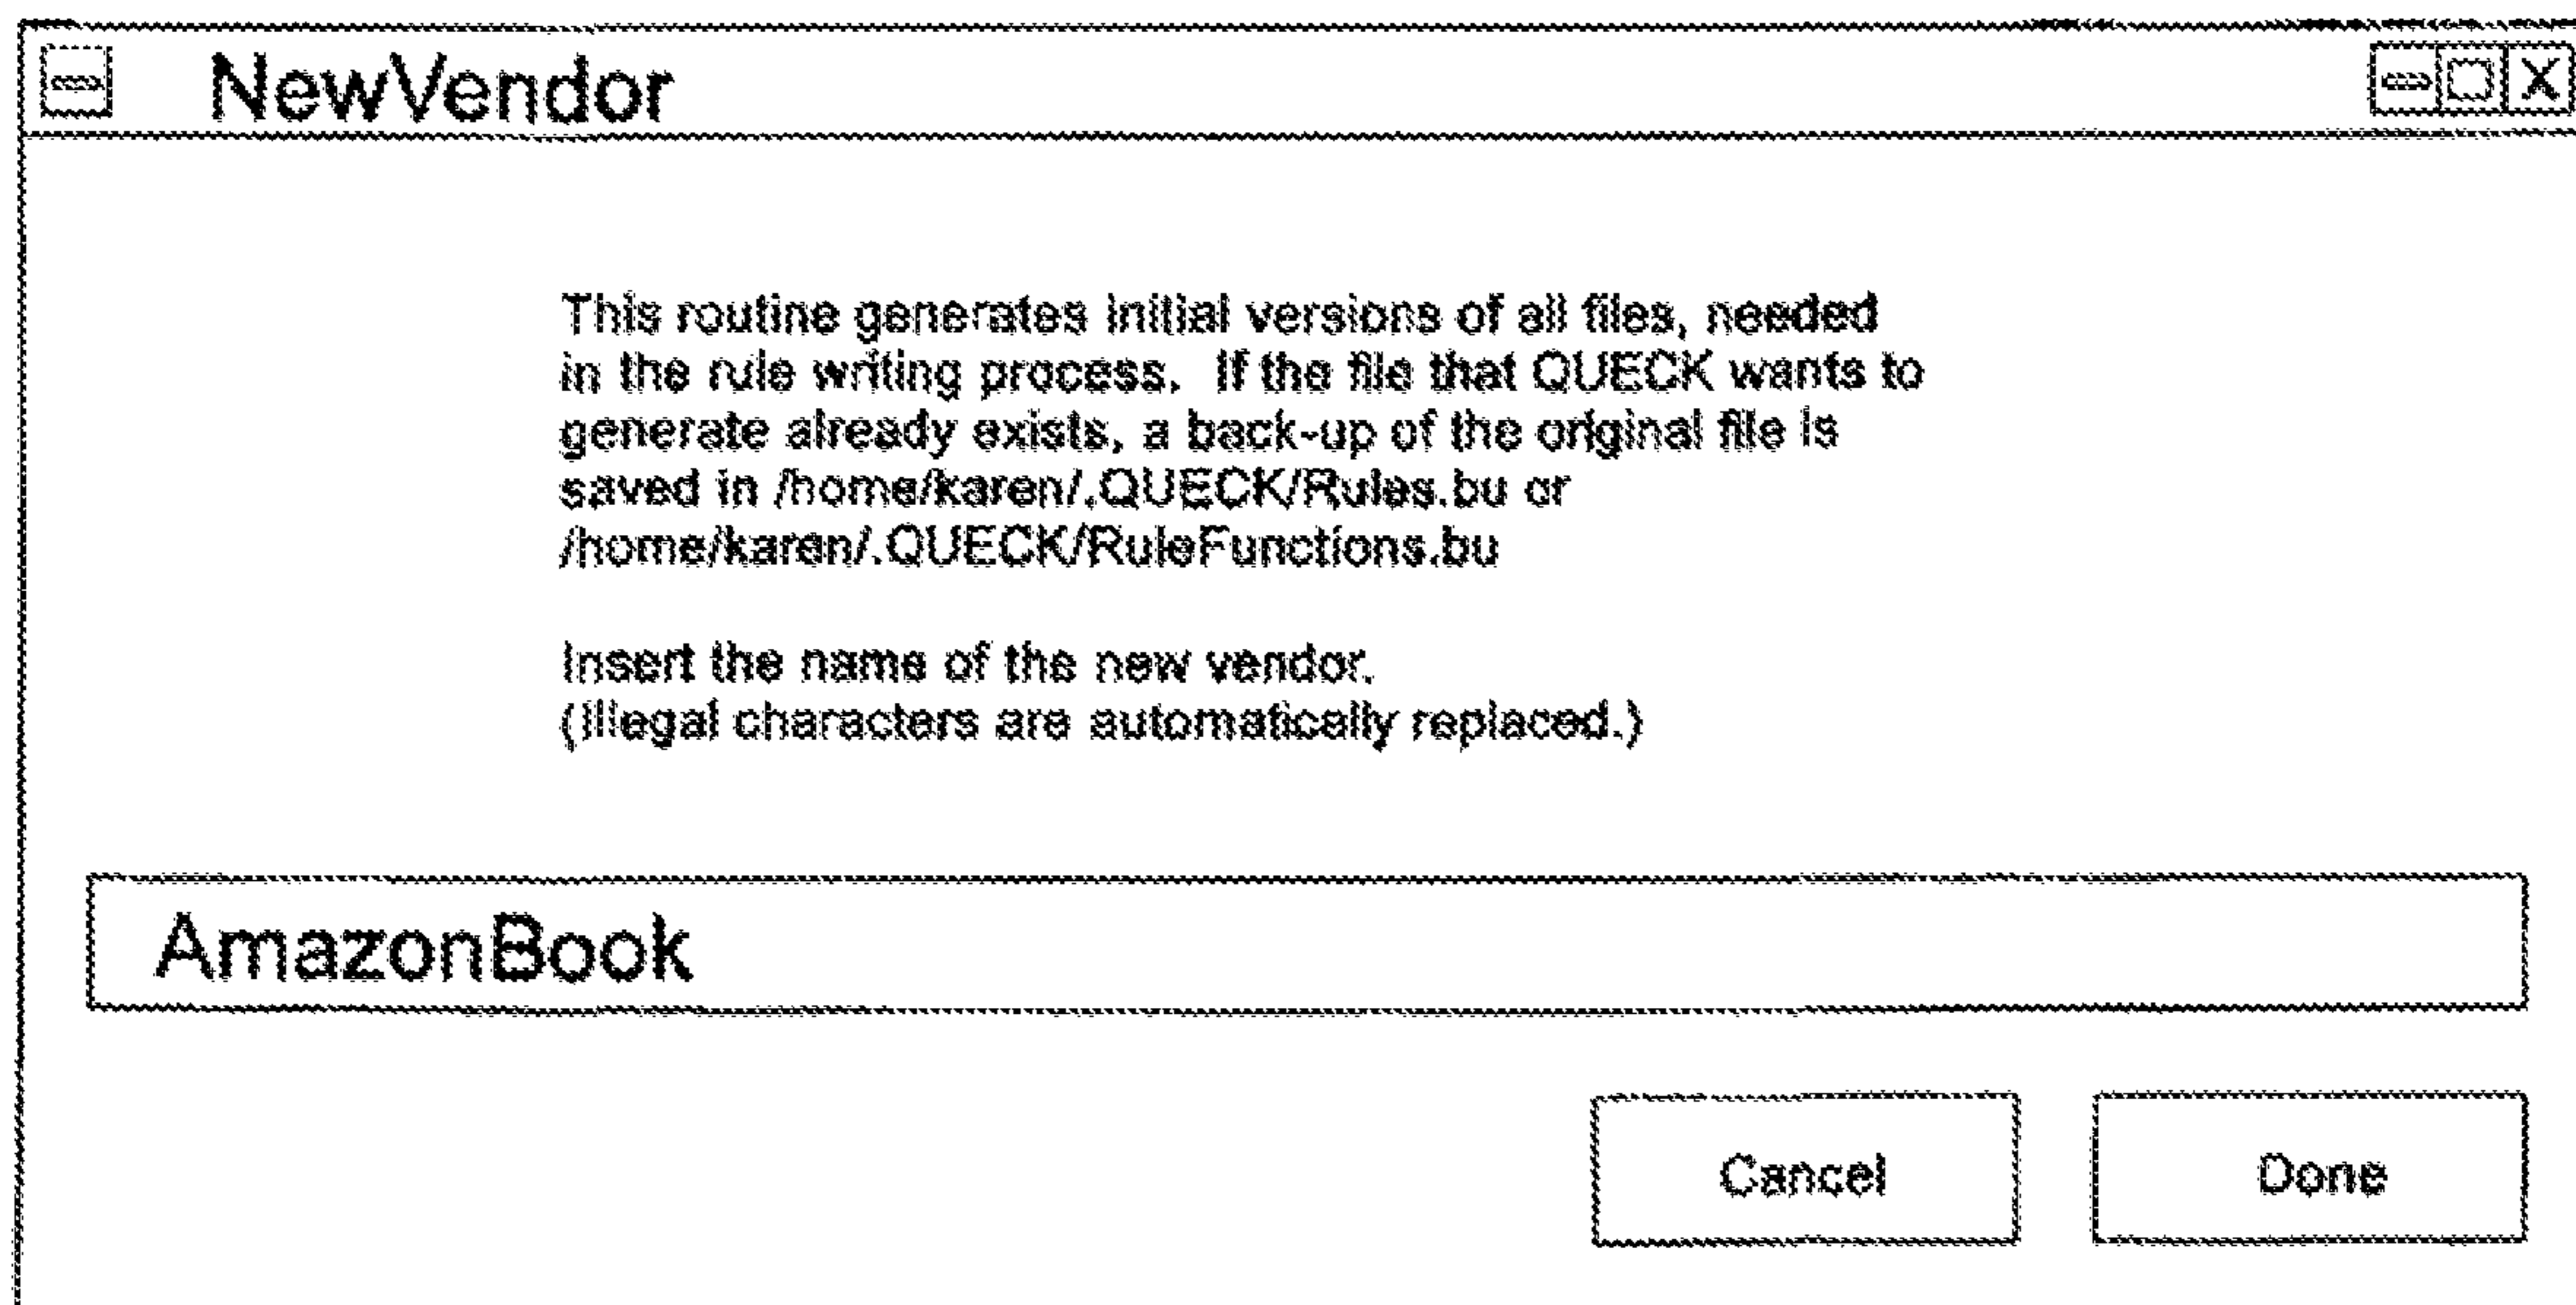 NewVendor
This routine generates initial versions of all files, needed
in the rule writing process.  If the file that QUECK wants to
generate already exists, a back-up of the original file is
saved in /home/karen/.QUECK/Rules.bu or
/home/karen/.QUECK/RuleFunctions.bu
Insert the name of the new vendor.
(Illegal characters are automatically replaced.)
AmazonBook
Cancel Done